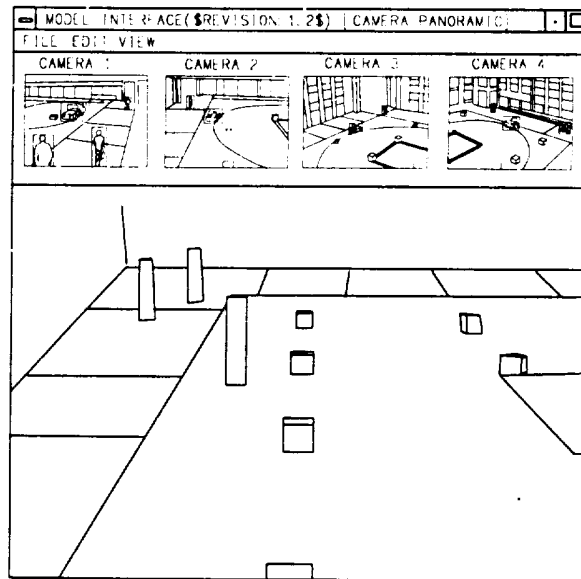 MODEL INTERFACE($REVISION: 1.2$) | CAMERA PANORAMIC|
FILE EDIT VIEW
CAMERA 1 CAMERA 2 CAMERA 3 CAMERA 4